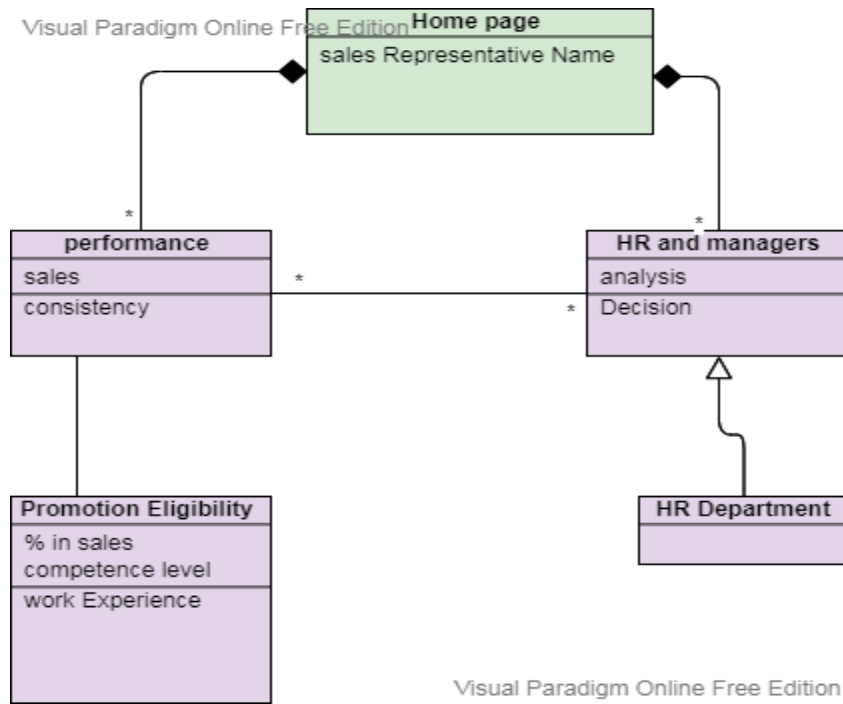 Visual Paradigm Online Free Edition
Home page
sales Representative Name
*
*
performance
sales
consistency
HR and managers
analysis
Decision
*
*
Promotion Eligibility
% in sales
competence level
work Experience
HR Department
Visual Paradigm Online Free Edition